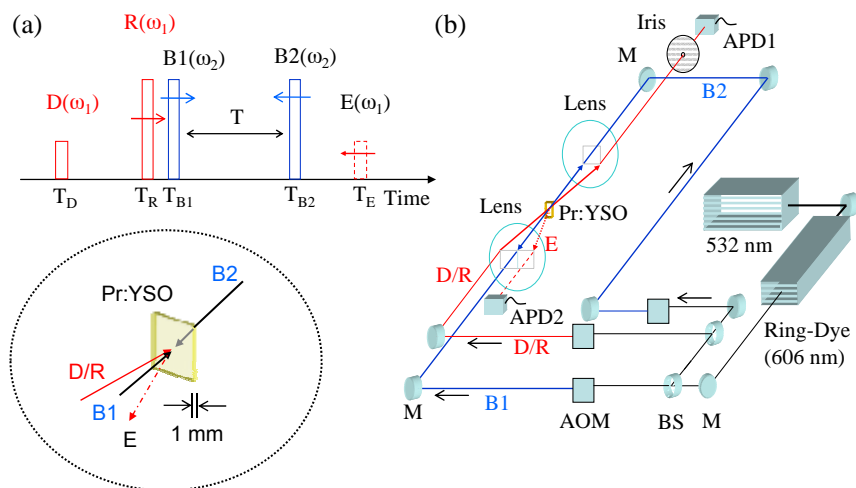 (a)
R(ω1)
B1(ω2)
B2(ω2)
D(ω1)
T
E(ω1)
TD
TR
TB1
TB2
TE
Time
Pr:YSO
B2
D/R
B1
E
1 mm
(b)
Iris
APD1
M
B2
Lens
Lens
Pr:YSO
E
532 nm
D/R
APD2
Ring-Dye
(606 nm)
D/R
M
B1
AOM
BS
M